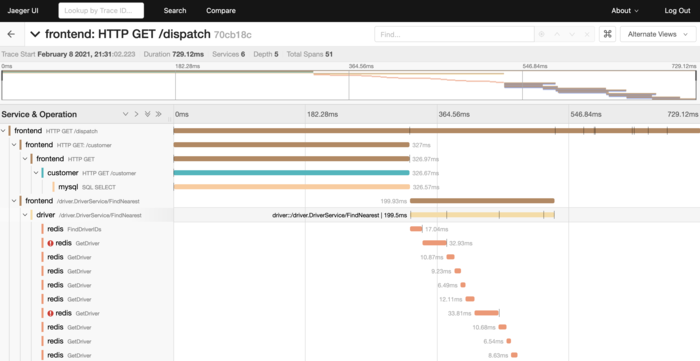 Jaeger UI Lookup by Trace ID... Search Compare About Log Out
frontend: HTTP GET /dispatch 70cb18c Find... Alternate Views
Trace Start February 8 2021, 21:31:02.223 Duration 729.12ms Services 6 Depth 5 Total Spans 51
0ms 182.28ms 364.56ms 546.84ms 729.12ms
Service & Operation 0ms 182.28ms 364.56ms 546.84ms 729.12ms
frontend HTTP GET /dispatch
frontend HTTP GET: /customer 327ms
frontend HTTP GET 326.97ms
customer HTTP GET /customer 326.67ms
mysql SQL SELECT 326.57ms
frontend /driver.DriverService/FindNearest 199.93ms
driver /driver.DriverService/FindNearest driver::/driver.DriverService/FindNearest | 199.5ms
redis FindDriverIDs 17.04ms
redis GetDriver 32.93ms
redis GetDriver 10.87ms
redis GetDriver 9.23ms
redis GetDriver 6.49ms
redis GetDriver 12.11ms
redis GetDriver 33.81ms
redis GetDriver 10.68ms
redis GetDriver 6.54ms
redis GetDriver 8.63ms